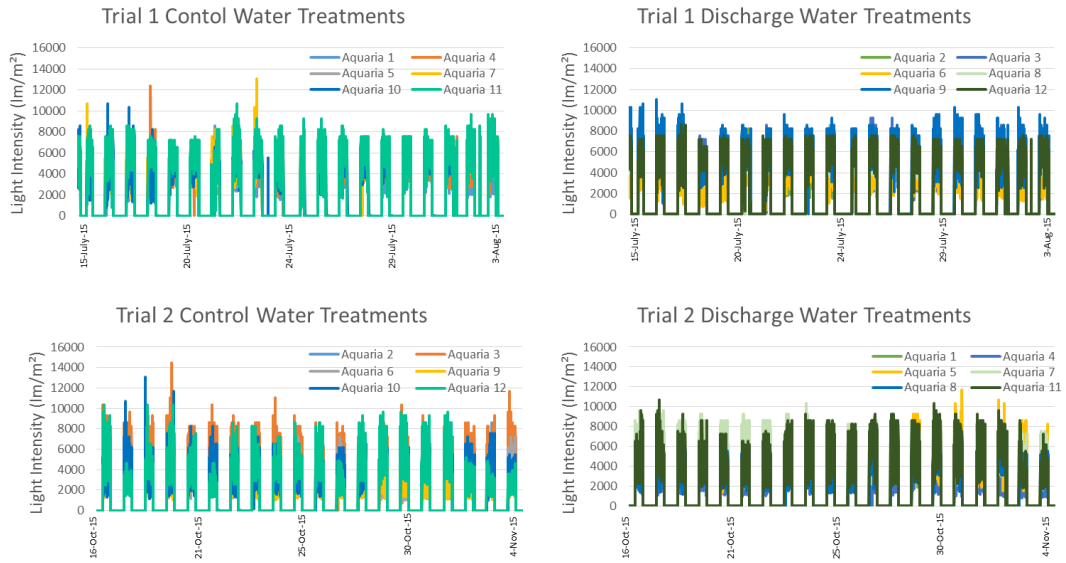 Trial 1 Contol Water Treatments
Light Intensity (lm/m²)
16000
14000
12000
10000
8000
6000
4000
2000
0
Aquaria 1
Aquaria 4
Aquaria 5
Aquaria 7
Aquaria 10
Aquaria 11
15-July-15
20-July-15
24-July-15
29-July-15
3-Aug-15
Trial 1 Discharge Water Treatments
Light Intensity (lm/m²)
16000
14000
12000
10000
8000
6000
4000
2000
0
Aquaria 2
Aquaria 3
Aquaria 6
Aquaria 8
Aquaria 9
Aquaria 12
15-July-15
20-July-15
24-July-15
29-July-15
3-Aug-15
Trial 2 Control Water Treatments
Light Intensity (lm/m²)
16000
14000
12000
10000
8000
6000
4000
2000
0
Aquaria 2
Aquaria 3
Aquaria 6
Aquaria 9
Aquaria 10
Aquaria 12
16-Oct-15
21-Oct-15
25-Oct-15
30-Oct-15
4-Nov-15
Trial 2 Discharge Water Treatments
Light Intensity (lm/m²)
16000
14000
12000
10000
8000
6000
4000
2000
0
Aquaria 1
Aquaria 4
Aquaria 5
Aquaria 7
Aquaria 8
Aquaria 11
16-Oct-15
21-Oct-15
25-Oct-15
30-Oct-15
4-Nov-15